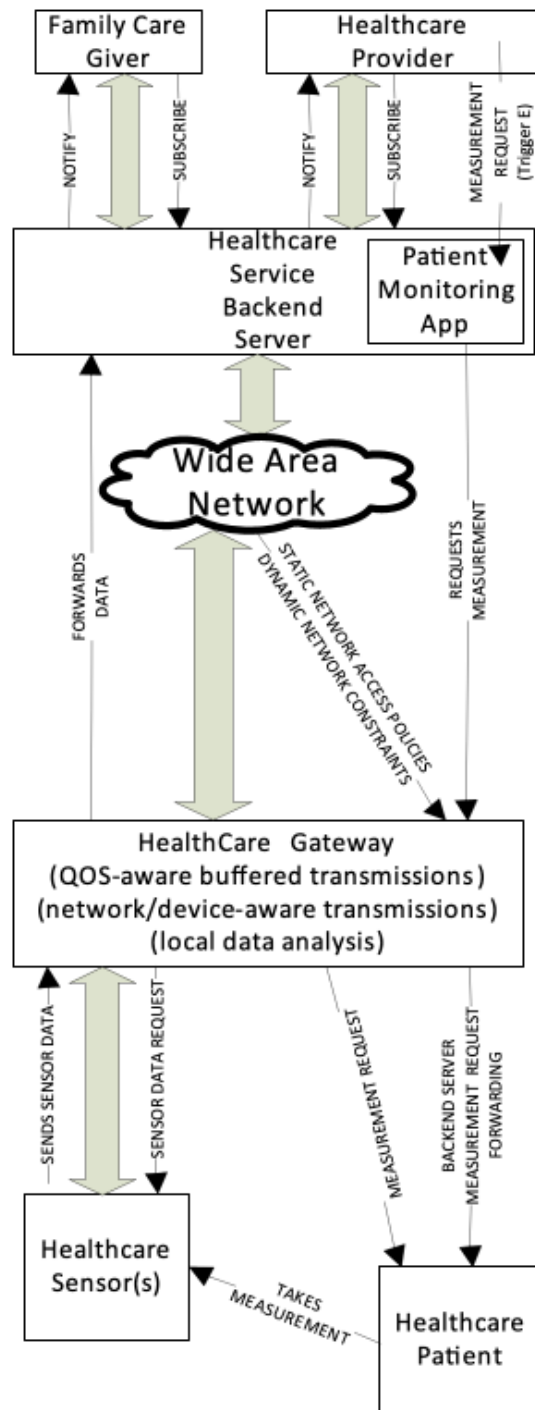 Family Care
Giver
Healthcare
Provider
NOTIFY
SUBSCRIBE
NOTIFY
SUBSCRIBE
MEASUREMENT
REQUEST
(Trigger E)
Healthcare
Service
Backend
Server
Patient
Monitoring
App
Wide Area
Network
FORWARDS
DATA
STATIC NETWORK ACCESS POLICIES
DYNAMIC NETWORK CONSTRAINTS
REQUESTS
MEASUREMENT
HealthCare Gateway
(QOS-aware buffered transmissions)
(network/device-aware transmissions)
(local data analysis)
SENDS SENSOR DATA
SENSOR DATA REQUEST
MEASUREMENT REQUEST
BACKEND SERVER
MEASUREMENT REQUEST
FORWARDING
Healthcare
Sensor(s)
TAKES
MEASUREMENT
Healthcare
Patient